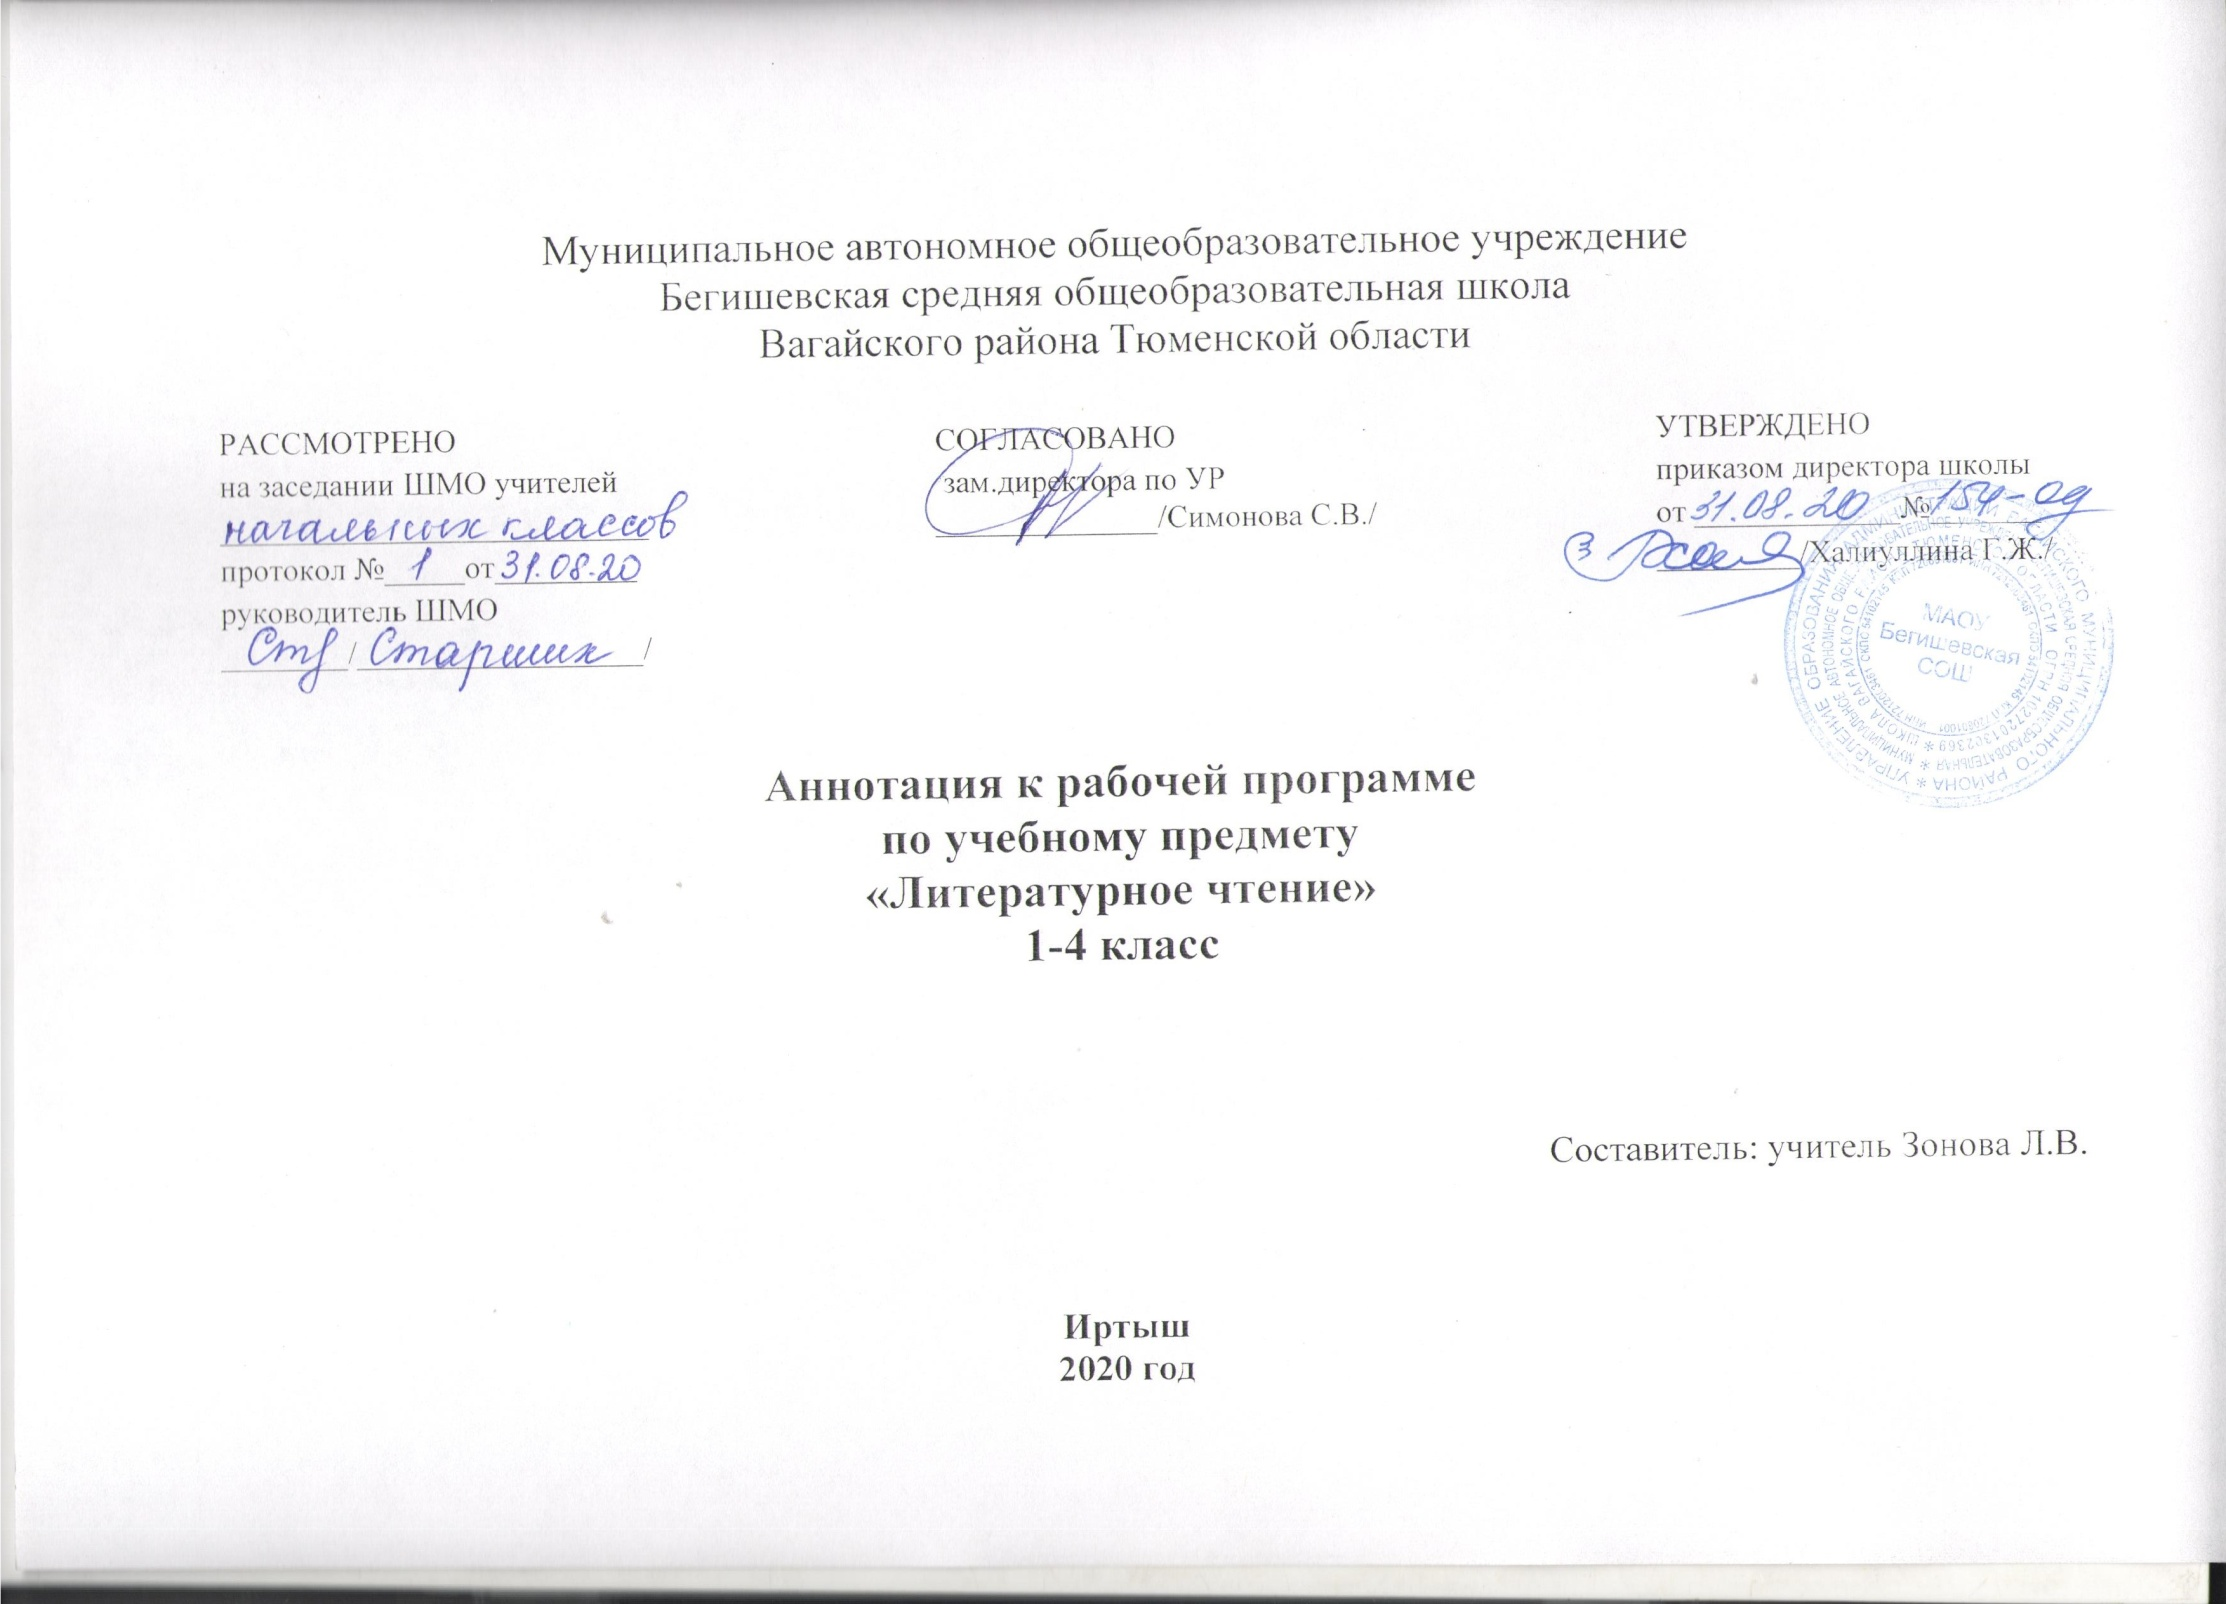 Муниципальное автономное общеобразовательное учреждение
Бегишевская средняя общеобразовательная школа
Вагайского района Тюменской области
РАССМОТРЕНО
на заседании ШМО учителей
начальных классов
протокол № 1 от 31.08.20
руководитель ШМО
/ Старших /
СОГЛАСОВАНО
зам.директора по УР
/Симонова С.В./
УТВЕРЖДЕНО
приказом директора школы
от 31.08.20 № 154-од
/Халиуллина Г.Ж./
МАОУ
Бегишевская
СОШ
Аннотация к рабочей программе
по учебному предмету
«Литературное чтение»
1-4 класс
Составитель: учитель Зонова Л.В.
Иртыш
2020 год